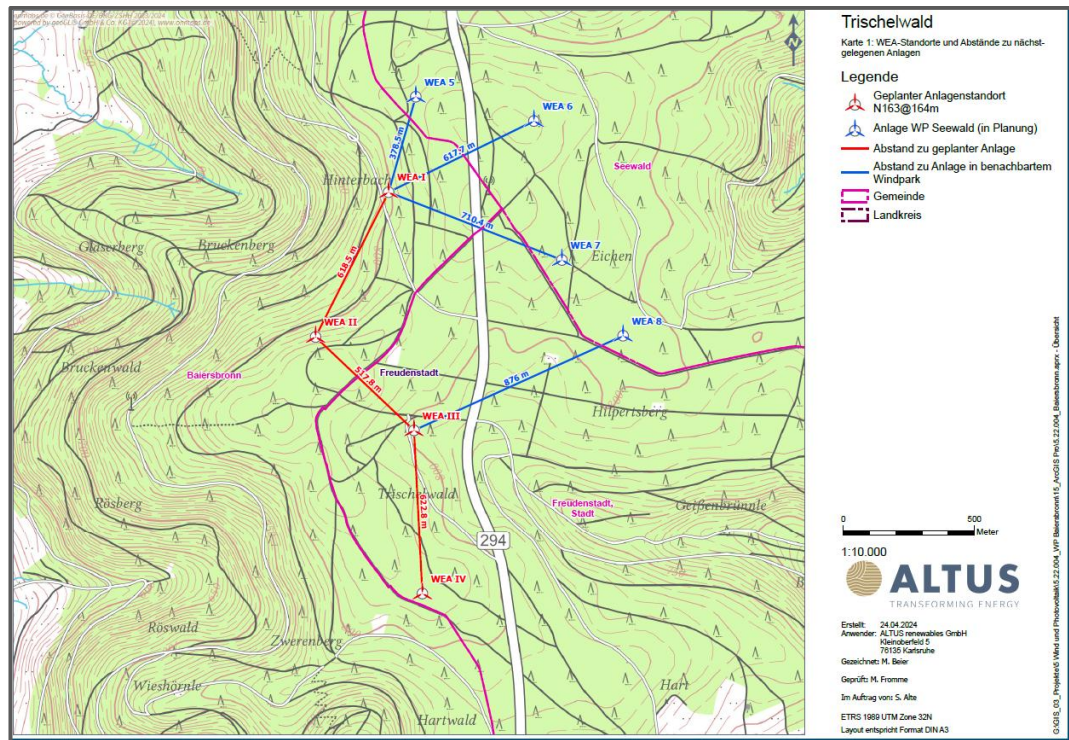 Trischelwald
Karte 1: WEA-Standorte und Abstände zu nächst-
gelegenen Anlagen
Legende
Geplanter Anlagenstandort
N163@164m
Anlage WP Seewald (in Planung)
Abstand zu geplanter Anlage
Abstand zu Anlage in benachbartem
Windpark
Gemeinde
Landkreis
WEA 5
WEA 6
378.5 m
617.7 m
Seewald
WEA I
Hinterbach
710.4 m
WEA 7
Eichen
Gläserberg
Bruckenberg
618.5 m
WEA II
WEA 8
Bruckenwald
Baiersbronn
Freudenstadt
517.8 m
876 m
Hilpertsberg
WEA III
Trischelwald
Rösberg
622.8 m
Freudenstadt,
Stadt
Geißenbrünnle
294
WEA IV
Röswald
Zwerenberg
Wieshörnle
Hart
Hartwald
0
500
Meter
1:10.000
ALTUS
TRANSFORMING ENERGY
Erstellt: 24.04.2024
Anwender: ALTUS renewables GmbH
Kleinoberfeld 5
76135 Karlsruhe
Gezeichnet: M. Beier
Geprüft: M. Fromme
Im Auftrag von: S. Alte
ETRS 1989 UTM Zone 32N
Layout entspricht Format DIN A3